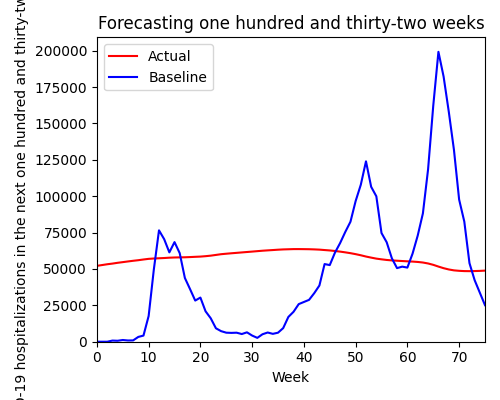 Forecasting one hundred and thirty-two weeks
Actual
Baseline
200000
175000
150000
125000
100000
75000
50000
25000
0
-19 hospitalizations in the next one hundred and thirty-tw
0 10 20 30 40 50 60 70
Week